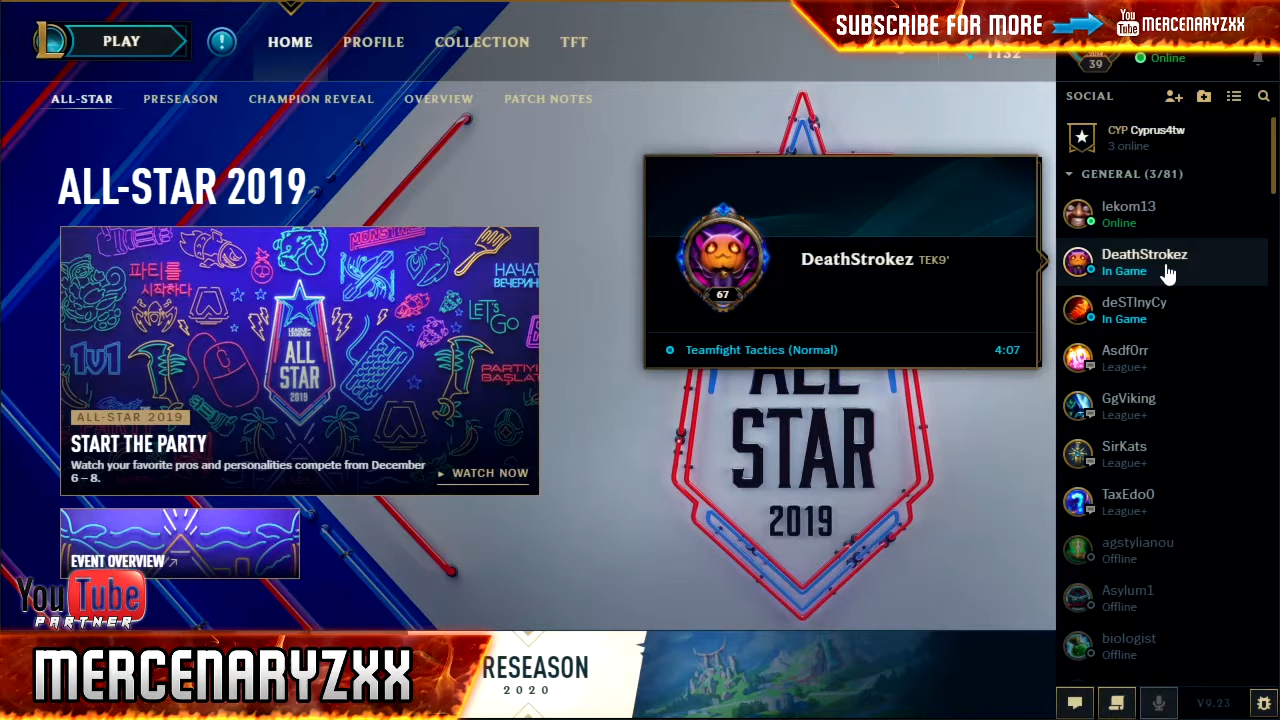 PLAY
HOME
PROFILE
COLLECTION
TFT
SUBSCRIBE FOR MORE
You
Tube
MERCENARYZXX
39
Online
ALL-STAR
PRESEASON
CHAMPION REVEAL
OVERVIEW
PATCH NOTES
SOCIAL
CYP Cyprus4tw
3 online
GENERAL (3/81)
lekom13
Online
DeathStrokez
In Game
deSTInyCy
In Game
Asdf0rr
League+
GgViking
League+
SirKats
League+
TaxEdo0
League+
agstylianou
Offline
Asylum1
Offline
biologist
Offline
V9.23
DeathStrokez TEK9'
67
Teamfight Tactics (Normal)
4:07
ALL-STAR 2019
파티를
시작하다
НАЧАТ
ВЕЧЕРИН
LET'S
GO
1v1
PARTIYI
BAŞLAT
LEAGUE OF
LEGENDS
ALL
STAR
2019
ALL-STAR 2019
START THE PARTY
Watch your favorite pros and personalities compete from December
6 – 8.
WATCH NOW
EVENT OVERVIEW
ALL
STAR
2019
YouTube
PARTNER
MERCENARYZXX
RESEASON
2020